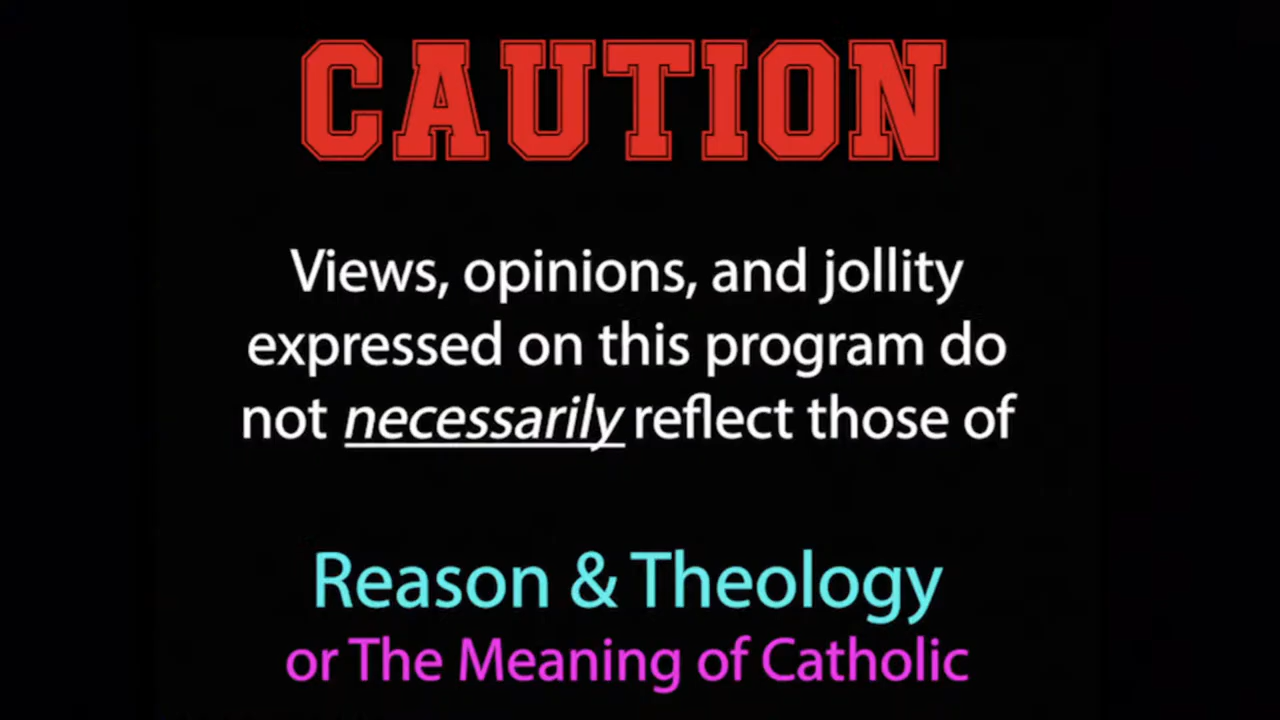 CAUTION
Views, opinions, and jollity
expressed on this program do
not necessarily reflect those of
Reason & Theology
or The Meaning of Catholic